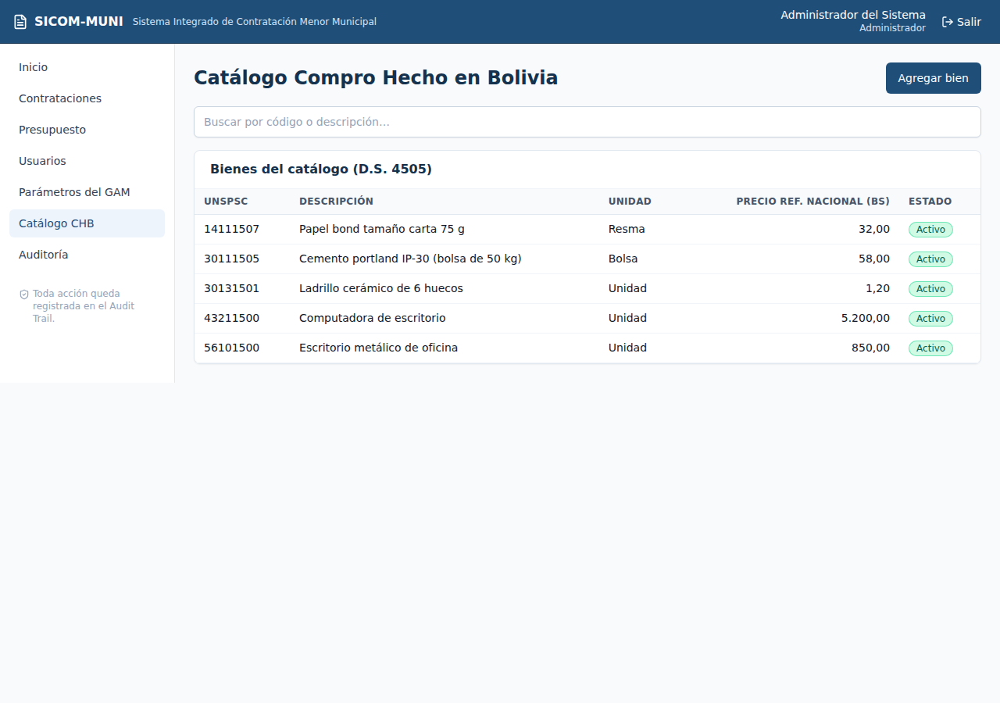 SICOM-MUNI Sistema Integrado de Contratación Menor Municipal
Administrador del Sistema
Administrador
Salir
Inicio
Contrataciones
Presupuesto
Usuarios
Parámetros del GAM
Catálogo CHB
Auditoría
Toda acción queda
registrada en el Audit
Trail.
Catálogo Compro Hecho en Bolivia
Agregar bien
Buscar por código o descripción...
Bienes del catálogo (D.S. 4505)
UNSPSC DESCRIPCIÓN UNIDAD PRECIO REF. NACIONAL (BS) ESTADO
14111507 Papel bond tamaño carta 75 g Resma 32,00 Activo
30111505 Cemento portland IP-30 (bolsa de 50 kg) Bolsa 58,00 Activo
30131501 Ladrillo cerámico de 6 huecos Unidad 1,20 Activo
43211500 Computadora de escritorio Unidad 5.200,00 Activo
56101500 Escritorio metálico de oficina Unidad 850,00 Activo